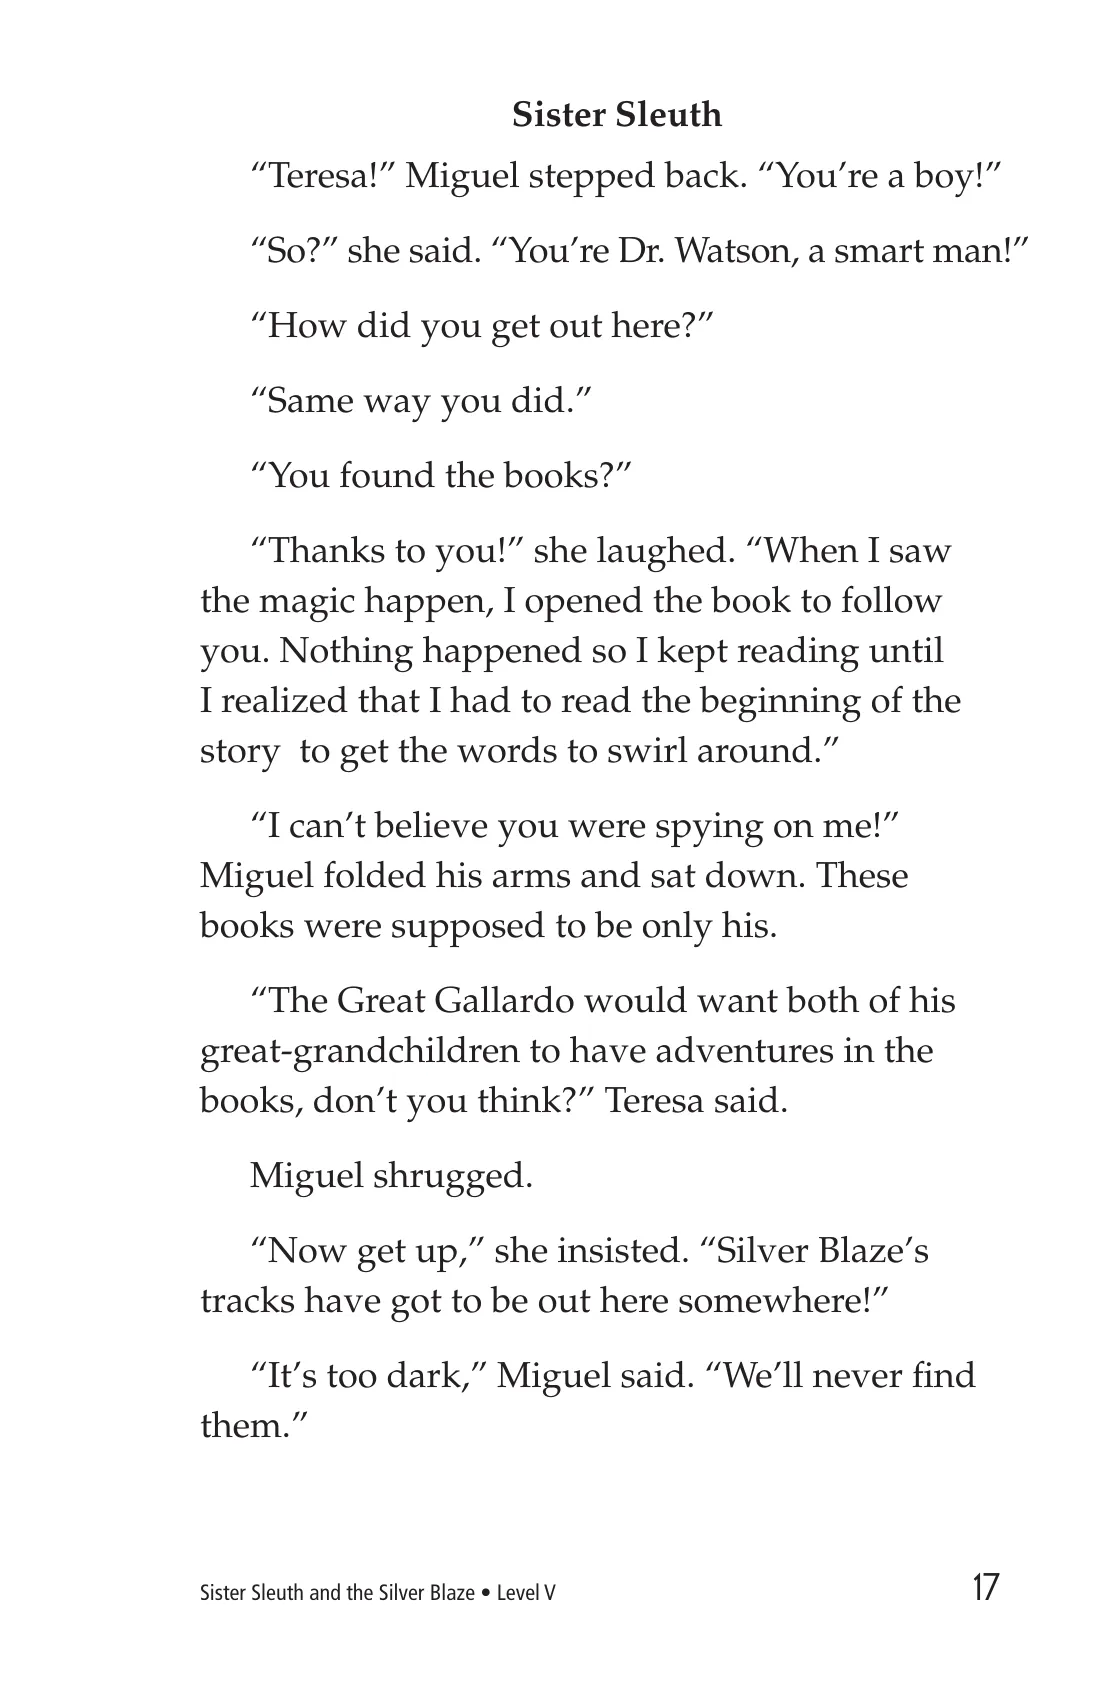 Sister Sleuth
“Teresa!” Miguel stepped back. “You’re a boy!”
“So?” she said. “You’re Dr. Watson, a smart man!”
“How did you get out here?”
“Same way you did.”
“You found the books?”
“Thanks to you!” she laughed. “When I saw
the magic happen, I opened the book to follow
you. Nothing happened so I kept reading until
I realized that I had to read the beginning of the
story  to get the words to swirl around.”
“I can’t believe you were spying on me!”
Miguel folded his arms and sat down. These
books were supposed to be only his.
“The Great Gallardo would want both of his
great-grandchildren to have adventures in the
books, don’t you think?” Teresa said.
Miguel shrugged.
“Now get up,” she insisted. “Silver Blaze’s
tracks have got to be out here somewhere!”
“It’s too dark,” Miguel said. “We’ll never find
them.”
Sister Sleuth and the Silver Blaze • Level V 17